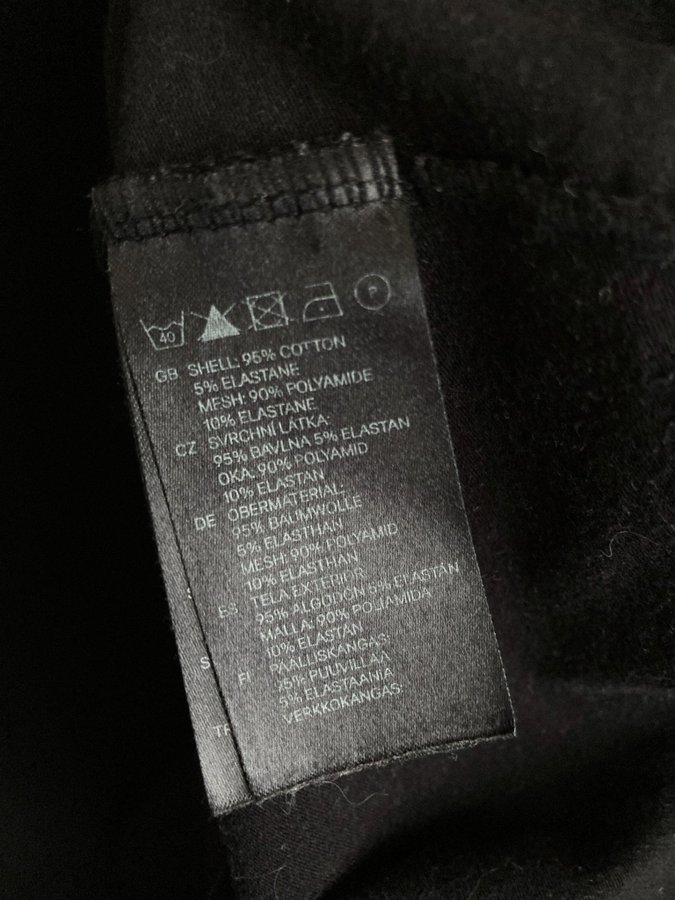 40 P
GB SHELL: 95% COTTON
5% ELASTANE
MESH: 90% POLYAMIDE
10% ELASTANE
CZ SVRCHNÍ LÁTKA:
95% BAVLNA 5% ELASTAN
OKA: 90% POLYAMID
10% ELASTAN
DE OBERMATERIAL:
95% BAUMWOLLE
5% ELASTHAN
MESH: 90% POLYAMID
10% ELASTHAN
ES TELA EXTERIOR:
95% ALGODÓN 5% ELASTÁN
MALLA: 90% POLIAMIDA
10% ELASTÁN
S FI PÄÄLLISKANGAS:
95% PUUVILLAA
5% ELASTAANIA
TR VERKKOKANGAS: